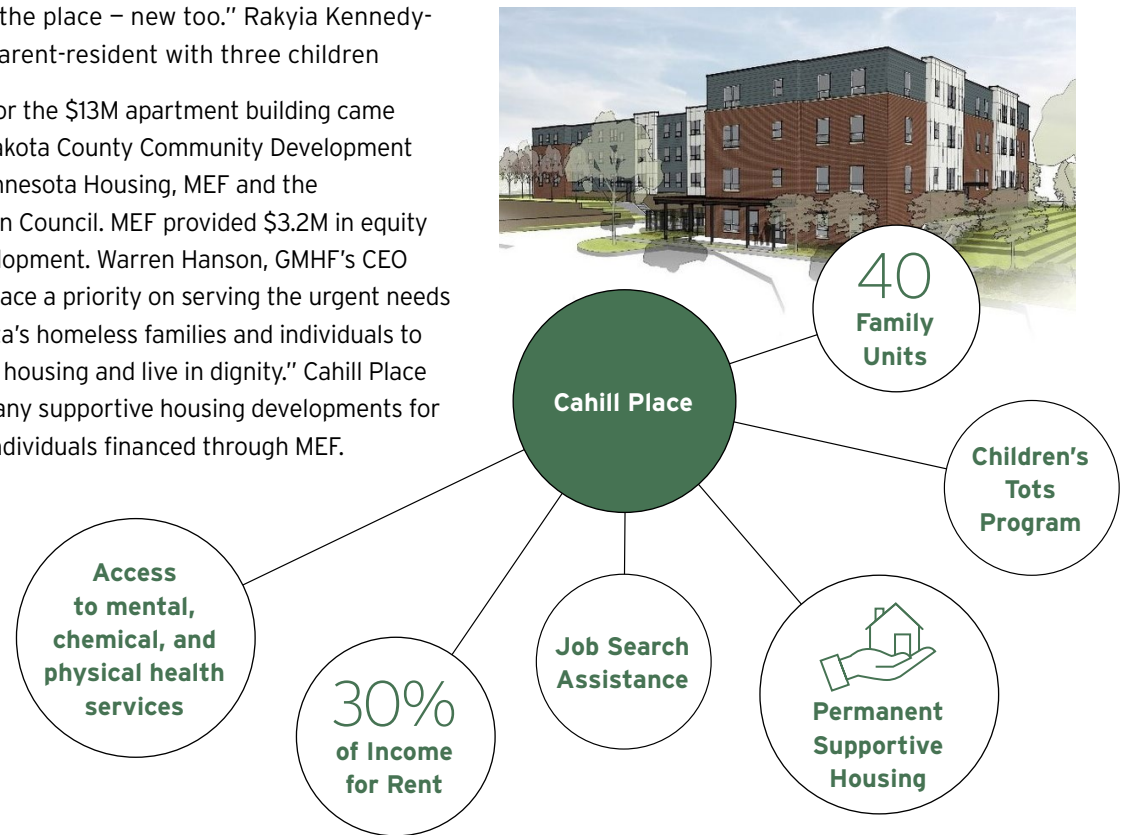 the place – new too.” Rakyia Kennedy-
arent-resident with three children
or the $13M apartment building came
akota County Community Development
nnesota Housing, MEF and the
n Council. MEF provided $3.2M in equity
lopment. Warren Hanson, GMHF’s CEO
ace a priority on serving the urgent needs
ta’s homeless families and individuals to
housing and live in dignity.” Cahill Place
any supportive housing developments for
ndividuals financed through MEF.
40
Family
Units
Cahill Place
Children’s
Tots
Program
Access
to mental,
chemical, and
physical health
services
30%
of Income
for Rent
Job Search
Assistance
Permanent
Supportive
Housing